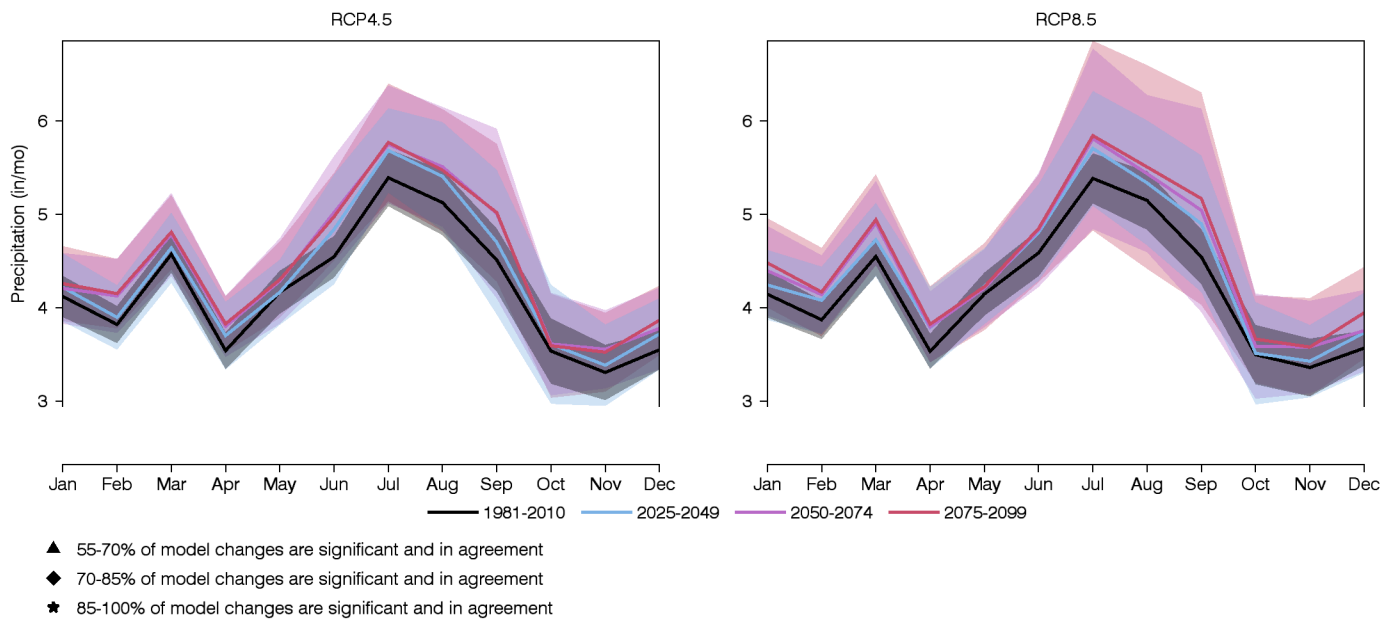 RCP4.5
RCP8.5
Precipitation (in/mo)
6
5
4
3
6
5
4
3
Jan Feb Mar Apr May Jun Jul Aug Sep Oct Nov Dec
Jan Feb Mar Apr May Jun Jul Aug Sep Oct Nov Dec
1981-2010 2025-2049 2050-2074 2075-2099
55-70% of model changes are significant and in agreement
70-85% of model changes are significant and in agreement
85-100% of model changes are significant and in agreement